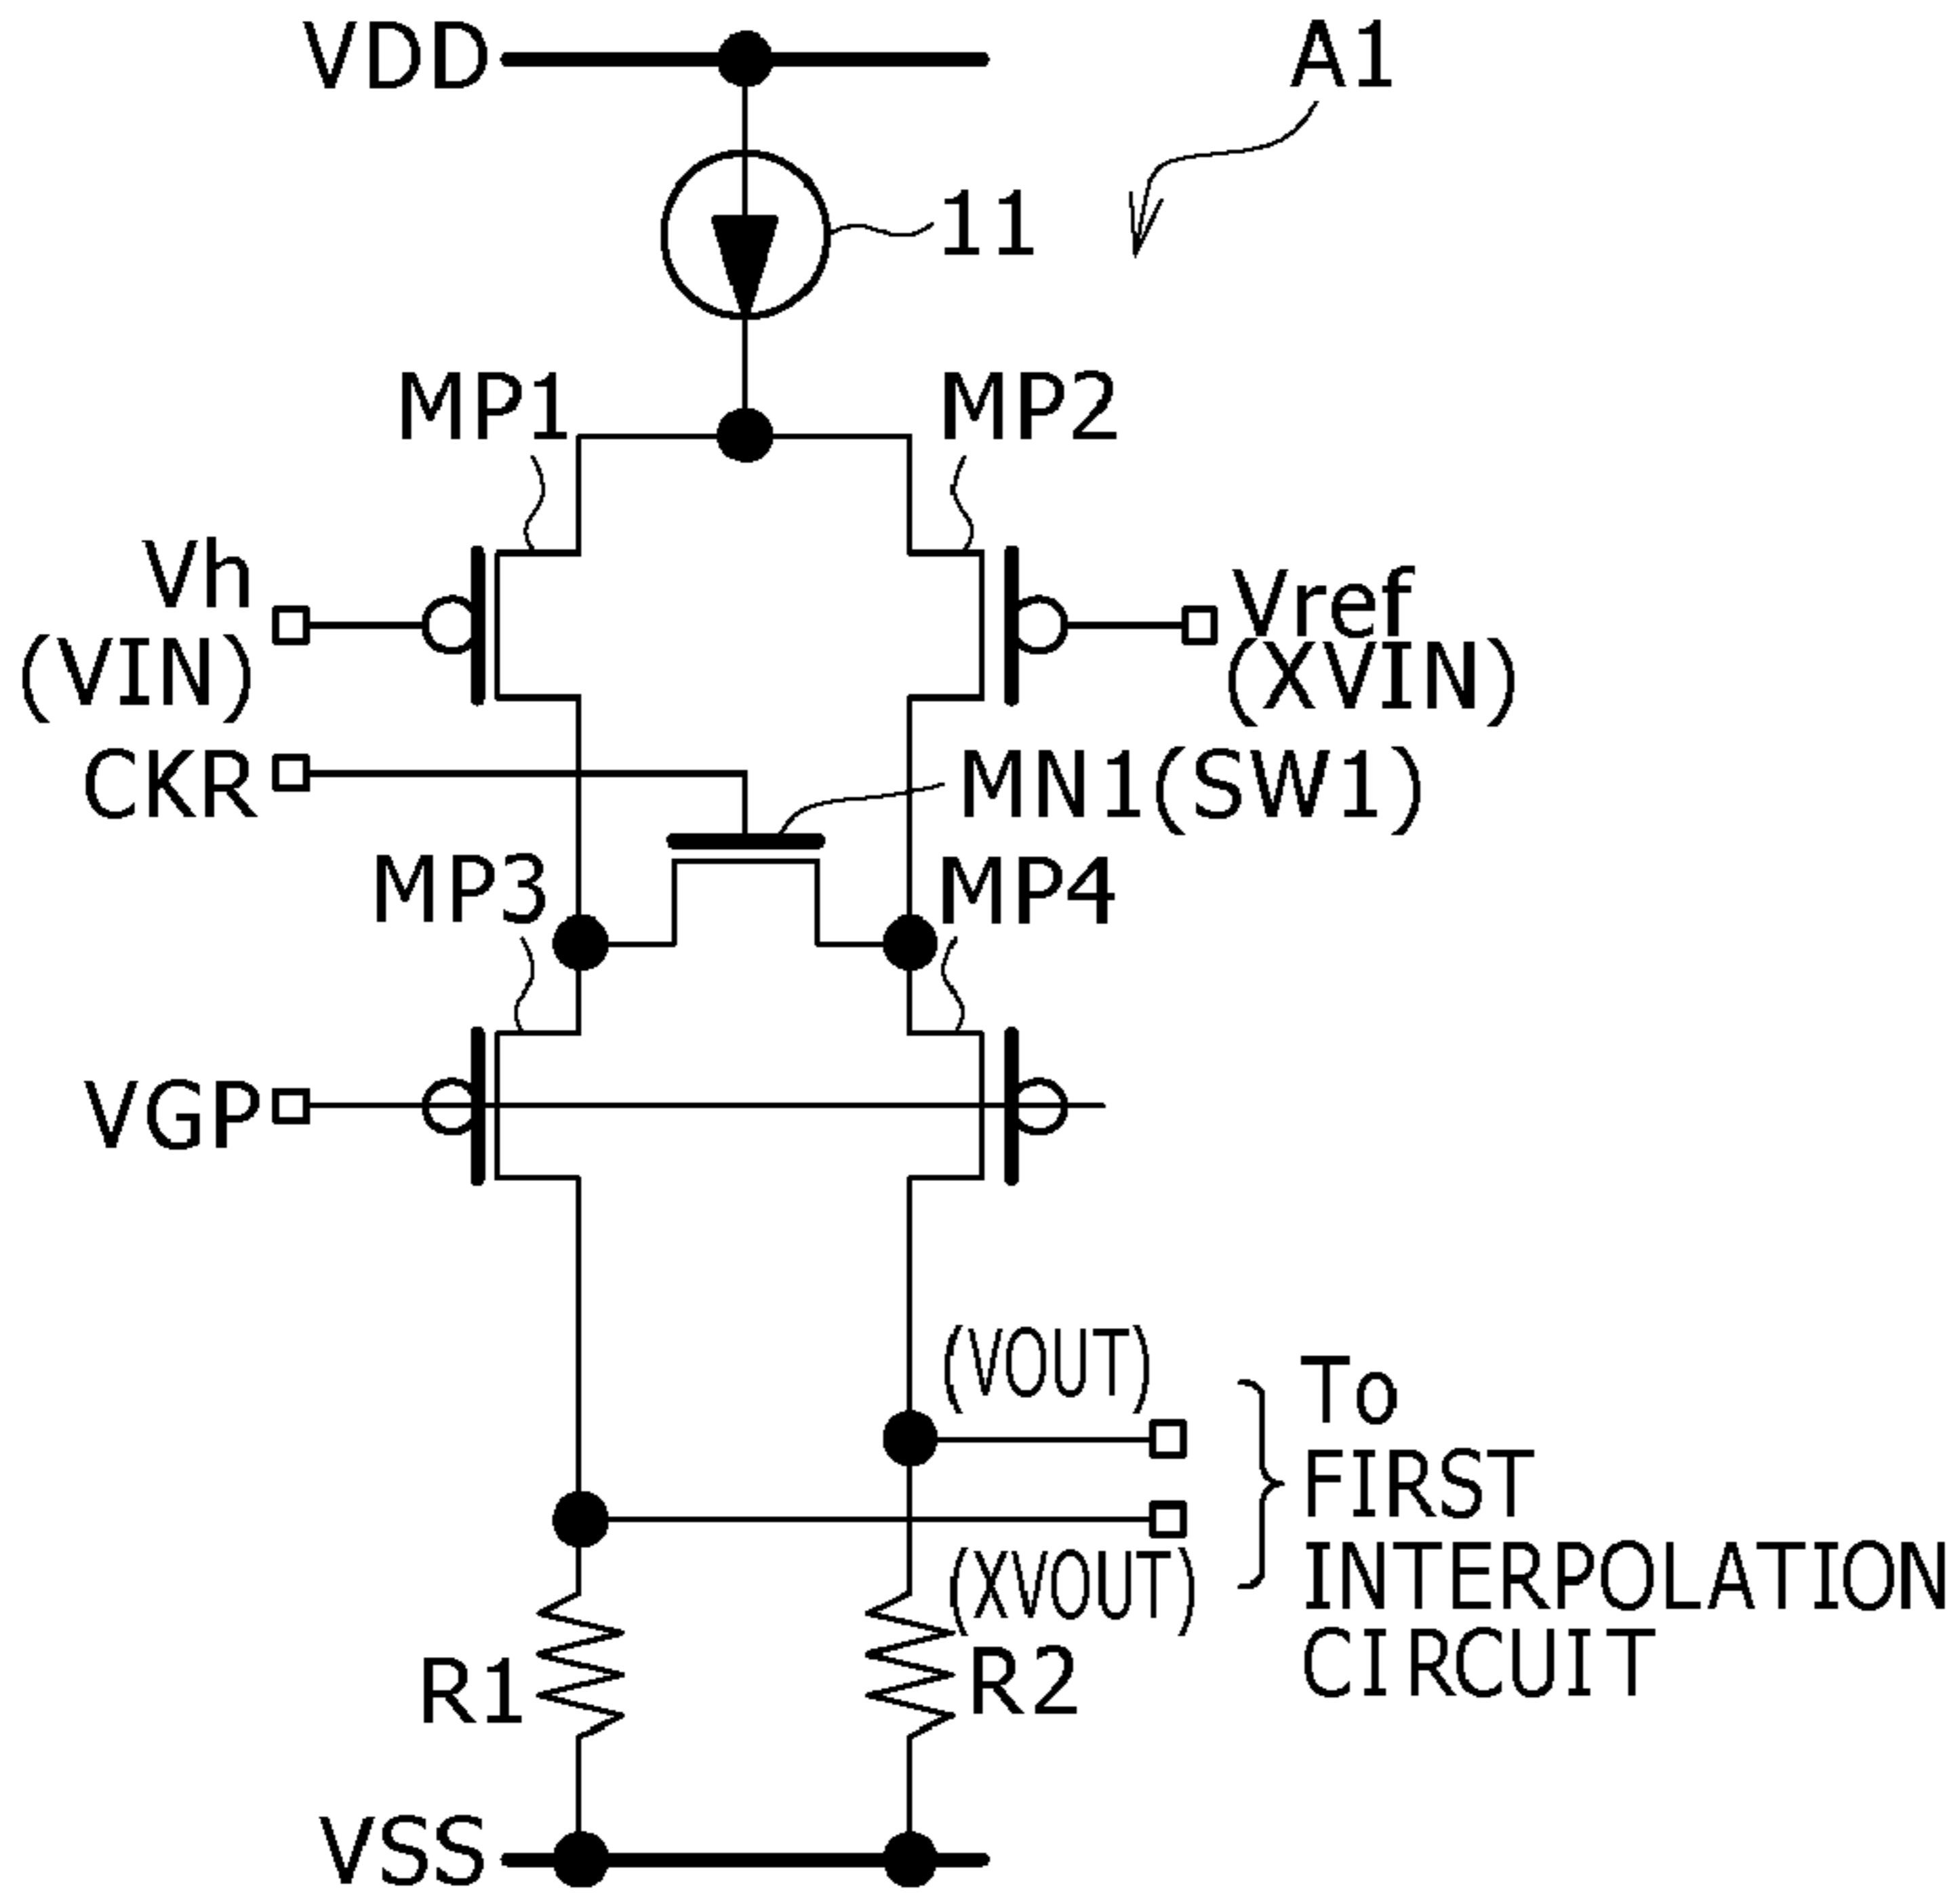 VDD
A1
11
MP1
MP2
Vh
(VIN)
Vref
(XVIN)
CKR
MN1(SW1)
MP3
MP4
VGP
(VOUT)
(XVOUT)
To
FIRST
INTERPOLATION
CIRCUIT
R1
R2
VSS